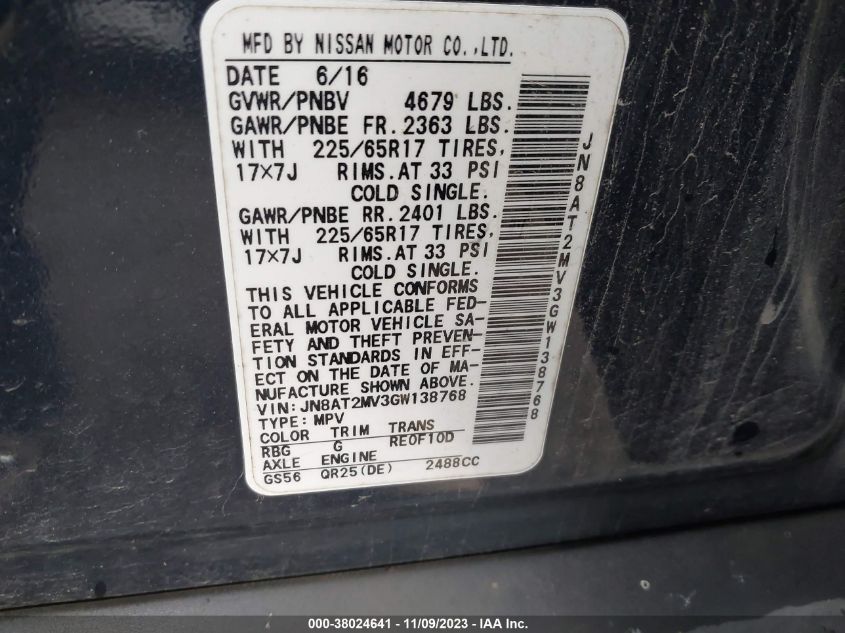 MFD BY NISSAN MOTOR CO.,LTD.
DATE 6/16
GVWR/PNBV 4679 LBS.
GAWR/PNBE FR. 2363 LBS.
WITH 225/65R17 TIRES,
17×7J RIMS.AT 33 PSI
COLD SINGLE.
GAWR/PNBE RR. 2401 LBS.
WITH 225/65R17 TIRES,
17×7J RIMS.AT 33 PSI
COLD SINGLE.
THIS VEHICLE CONFORMS
TO ALL APPLICABLE FED-
ERAL MOTOR VEHICLE SA-
FETY AND THEFT PREVEN-
TION STANDARDS IN EFF-
ECT ON THE DATE OF MA-
NUFACTURE SHOWN ABOVE.
VIN:JN8AT2MV3GW138768
TYPE:MPV
COLOR TRIM TRANS
RBG G RE0F10D
AXLE ENGINE
GS56 QR25(DE) 2488CC
JN8AT2MV3GW138768
000-38024641 - 11/09/2023 - IAA Inc.